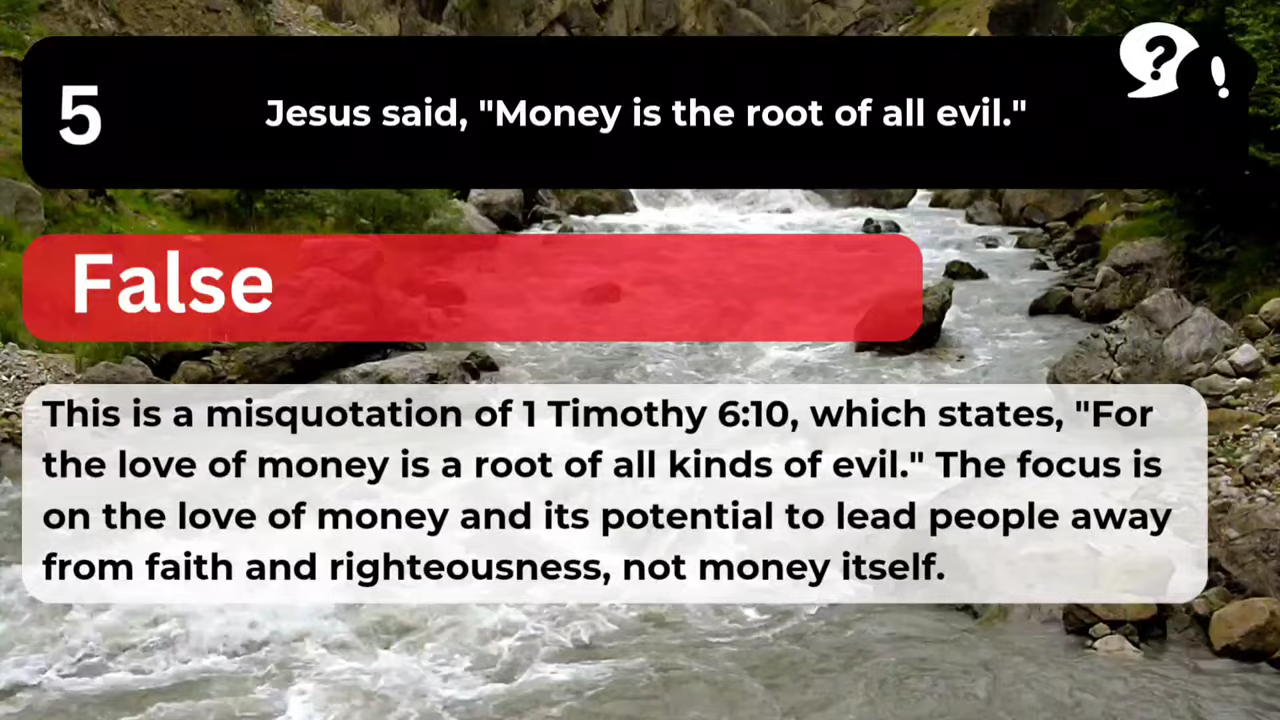 ?
!
5
Jesus said, "Money is the root of all evil."
False
This is a misquotation of 1 Timothy 6:10, which states, "For
the love of money is a root of all kinds of evil." The focus is
on the love of money and its potential to lead people away
from faith and righteousness, not money itself.